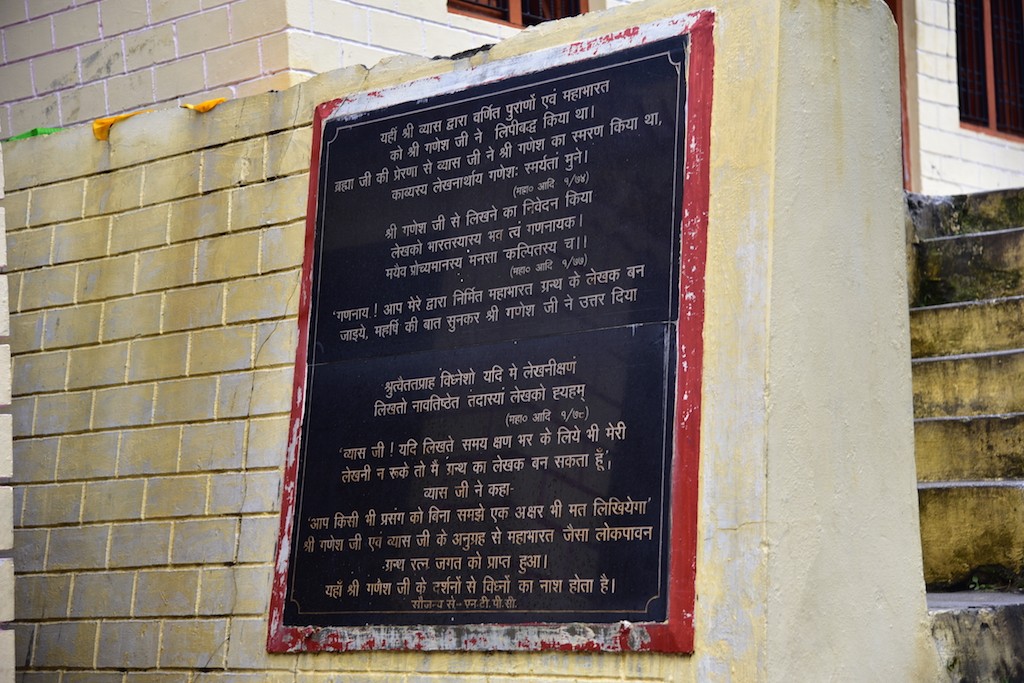 यहीं श्री व्यास द्वारा वर्णित पुराणों एवं महाभारत
को श्री गणेश जी ने लिपीबद्ध किया था।
ब्रह्मा जी की प्रेरणा से व्यास जी ने श्री गणेश का स्मरण किया था,
काव्यस्य लेखनार्थाय गणेशः स्मर्यतां मुने।
(महा० आदि १/७४)
श्री गणेश जी से लिखने का निवेदन किया
लेखको भारतस्यास्य भव त्वं गणनायक।
मयेव प्रोच्यमानस्य मनसा कल्पितस्य च।।
(महा० आदि १/७७)
'गणनाय ! आप मेरे द्वारा निर्मित महाभारत ग्रन्थ के लेखक बन
जाइये, महर्षि की बात सुनकर श्री गणेश जी ने उत्तर दिया
श्रुत्वैततप्राह विघ्नेशो यदि मे लेखनीक्षणं
लिखतो नावतिष्ठेत तदास्यां लेखको ह्यहम्
(महा० आदि १/७८)
'व्यास जी ! यदि लिखते समय क्षण भर के लिये भी मेरी
लेखनी न रूके तो मैं ग्रन्थ का लेखक बन सकता हूँ',
व्यास जी ने कहा-
'आप किसी भी प्रसंग को बिना समझे एक अक्षर भी मत लिखियेगा'
श्री गणेश जी एवं व्यास जी के अनुग्रह से महाभारत जैसा लोकपावन
ग्रन्थ रत्न जगत को प्राप्त हुआ।
यहाँ श्री गणेश जी के दर्शनों से विघ्नों का नाश होता है।
सौजन्य से-एन.टी.पी.सी.